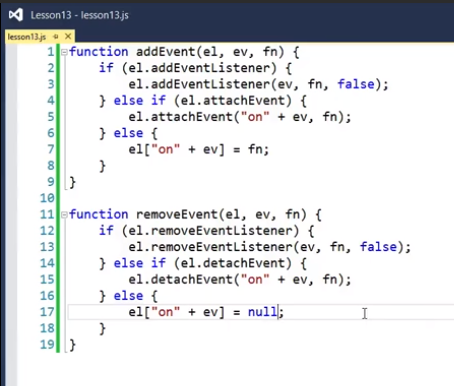 Lesson13 - lesson13.js
lesson13.js
1 function addEvent(el, ev, fn) {
2     if (el.addEventListener) {
3         el.addEventListener(ev, fn, false);
4     } else if (el.attachEvent) {
5         el.attachEvent("on" + ev, fn);
6     } else {
7         el["on" + ev] = fn;
8     }
9 }
10
11 function removeEvent(el, ev, fn) {
12     if (el.removeEventListener) {
13         el.removeEventListener(ev, fn, false);
14     } else if (el.detachEvent) {
15         el.detachEvent("on" + ev, fn);
16     } else {
17         el["on" + ev] = null;
18     }
19 }